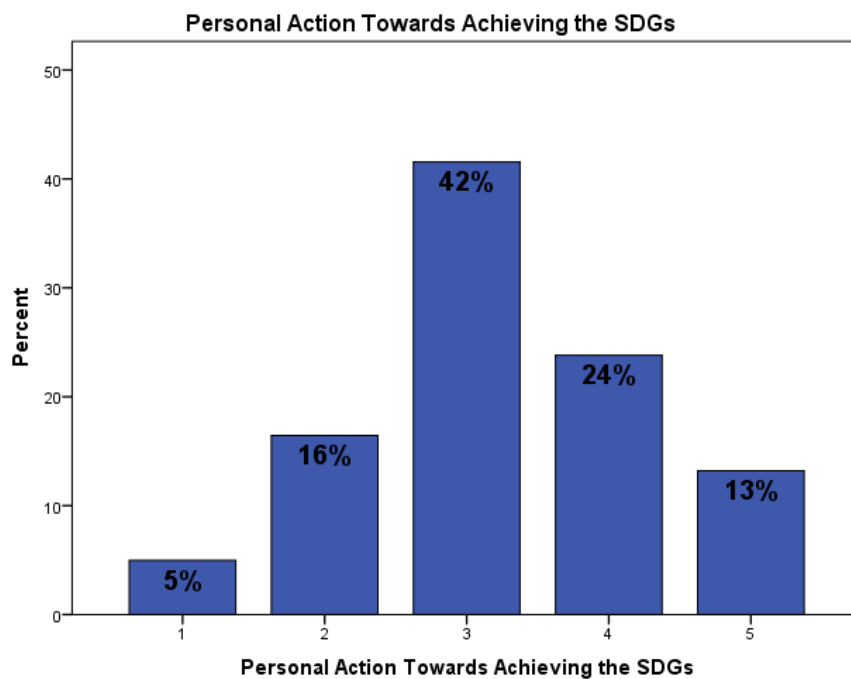 Personal Action Towards Achieving the SDGs
50
40
30
20
10
0
Percent
5%
16%
42%
24%
13%
1 2 3 4 5
Personal Action Towards Achieving the SDGs